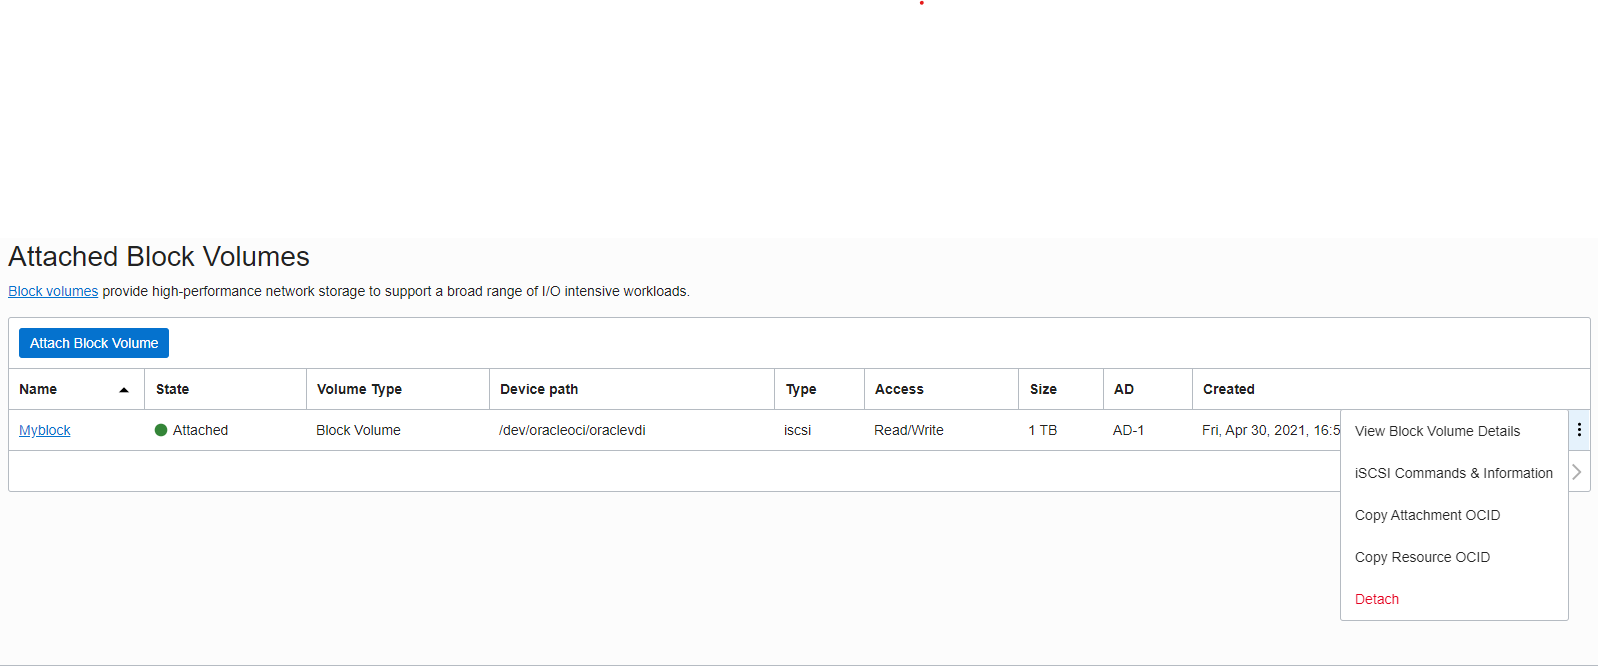 Attached Block Volumes
Block volumes provide high-performance network storage to support a broad range of I/O intensive workloads.
Attach Block Volume
Name State Volume Type Device path Type Access Size AD Created
Myblock Attached Block Volume /dev/oracleoci/oraclevdi iscsi Read/Write 1 TB AD-1 Fri, Apr 30, 2021, 16:5
View Block Volume Details
iSCSI Commands & Information
Copy Attachment OCID
Copy Resource OCID
Detach